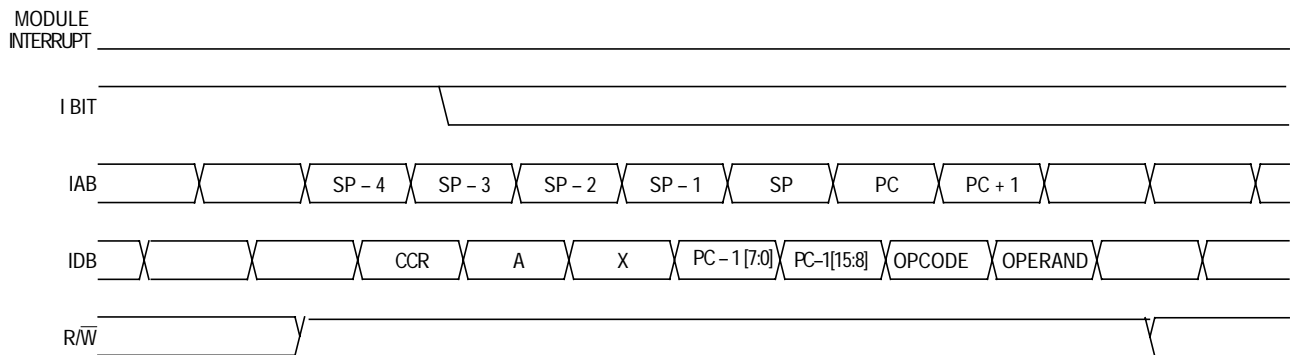 MODULE
INTERRUPT
I BIT
IAB SP – 4 SP – 3 SP – 2 SP – 1 SP PC PC + 1
IDB CCR A X PC – 1 [7:0] PC–1[15:8] OPCODE OPERAND
R/W̅